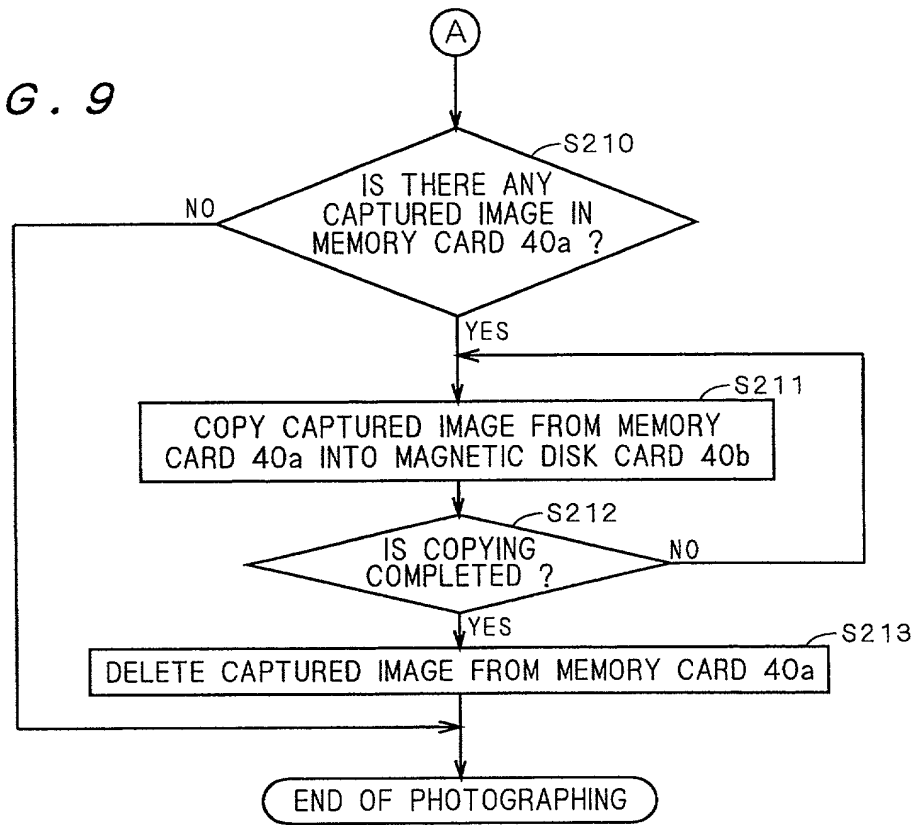 A
G. 9
S210
IS THERE ANY
CAPTURED IMAGE IN
MEMORY CARD 40a ?
NO
YES
S211
COPY CAPTURED IMAGE FROM MEMORY
CARD 40a INTO MAGNETIC DISK CARD 40b
S212
IS COPYING
COMPLETED ?
NO
YES
S213
DELETE CAPTURED IMAGE FROM MEMORY CARD 40a
END OF PHOTOGRAPHING